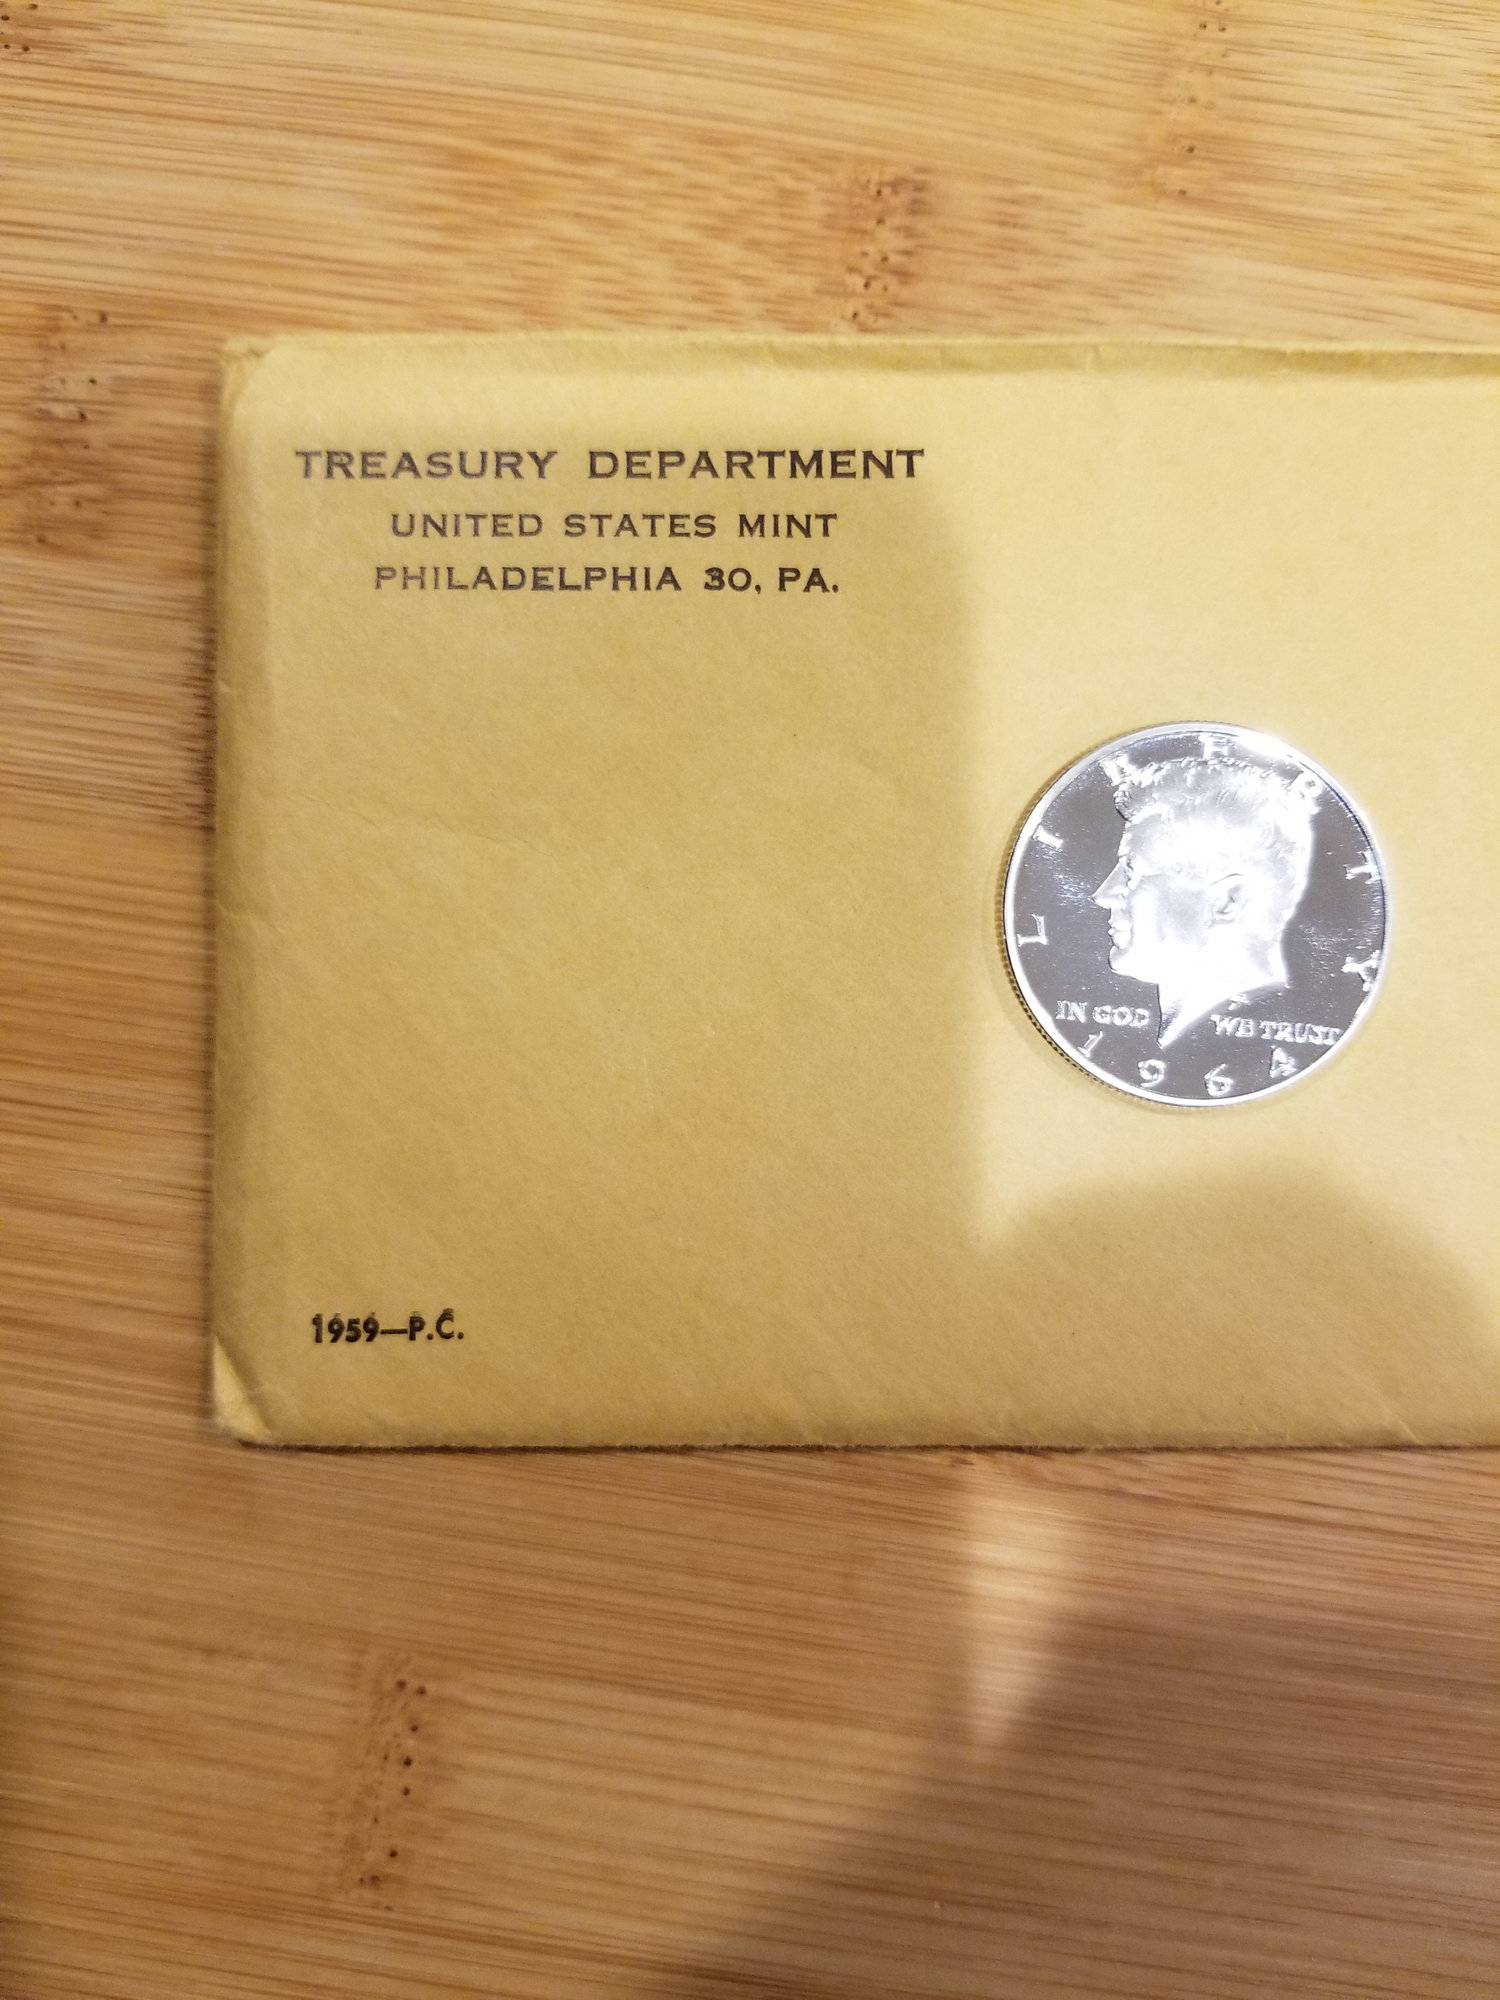 TREASURY DEPARTMENT
UNITED STATES MINT
PHILADELPHIA 30, PA.
LIBERTY
IN GOD WE TRUST
1964
1959—P.C.